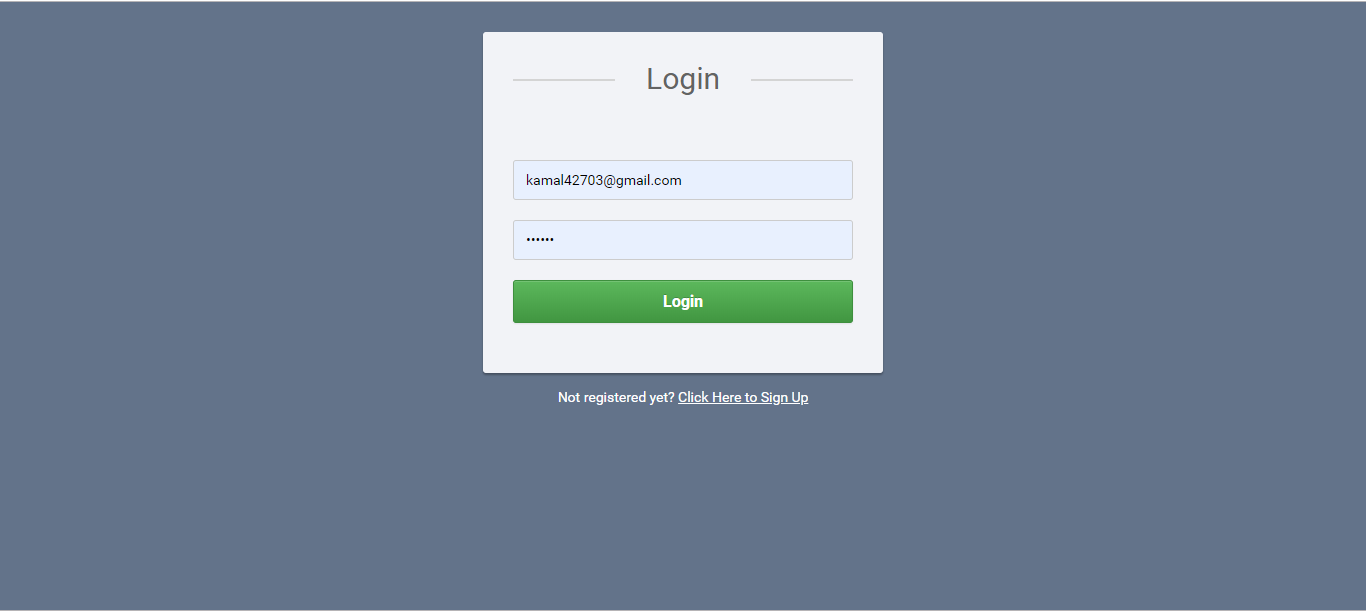 Login
kamal42703@gmail.com
••••••
Login
Not registered yet? Click Here to Sign Up